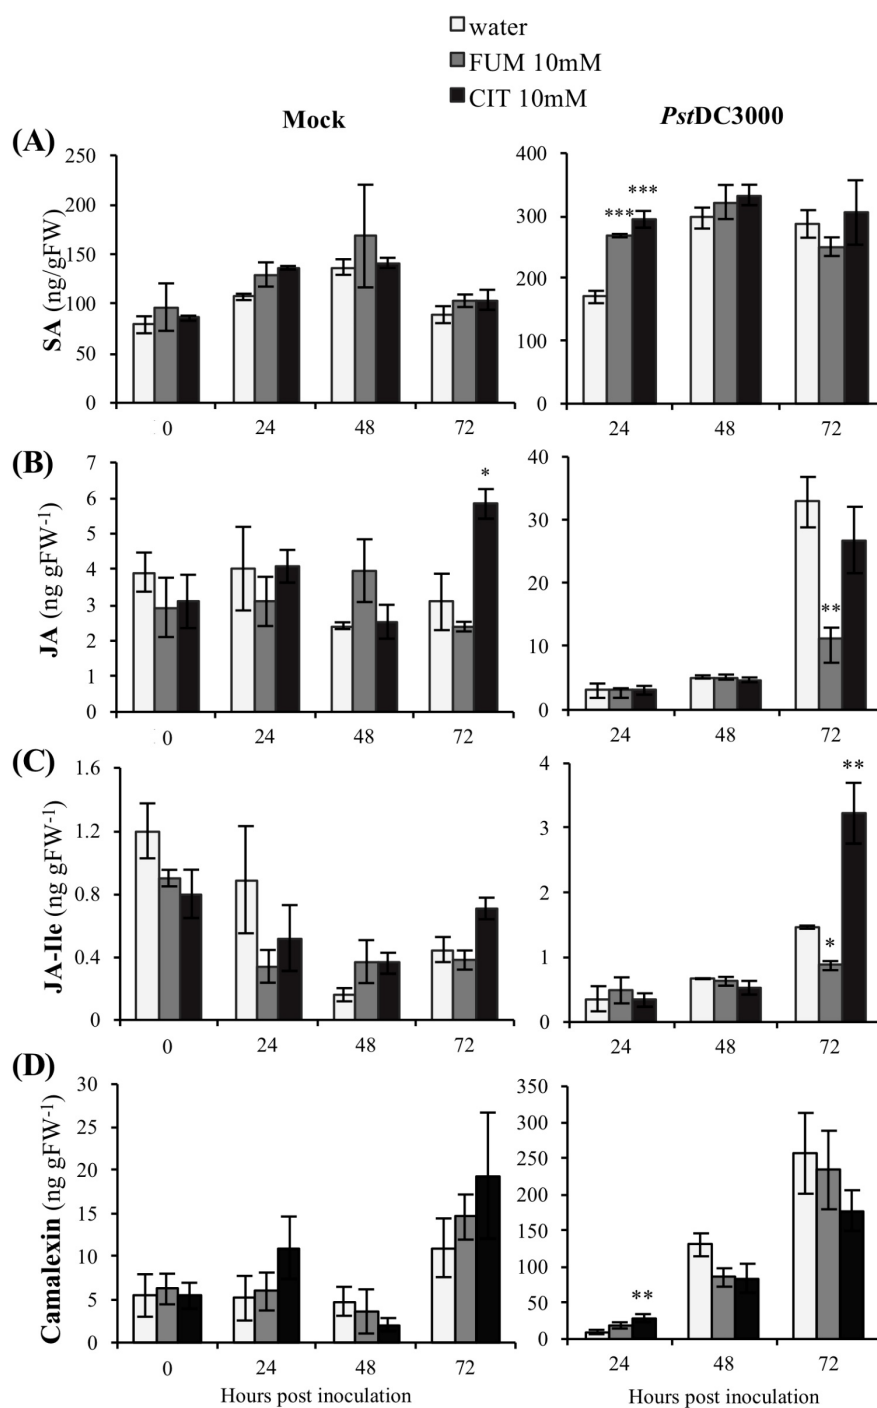 water
FUM 10mM
CIT 10mM
Mock
PstDC3000
(A)
SA (ng/gFW)
250
200
150
100
50
0
0 24 48 72
400
300
200
100
0
24 48 72
*** ***
(B)
JA (ng gFW-1)
7
6
5
4
3
2
1
0
0 24 48 72
*
40
30
20
10
0
24 48 72
**
(C)
JA-Ile (ng gFW-1)
1.6
1.2
0.8
0.4
0
0 24 48 72
4
3
2
1
0
24 48 72
* **
(D)
Camalexin (ng gFW-1)
30
25
20
15
10
5
0
0 24 48 72
Hours post inoculation
350
300
250
200
150
100
50
0
24 48 72
**
Hours post inoculation